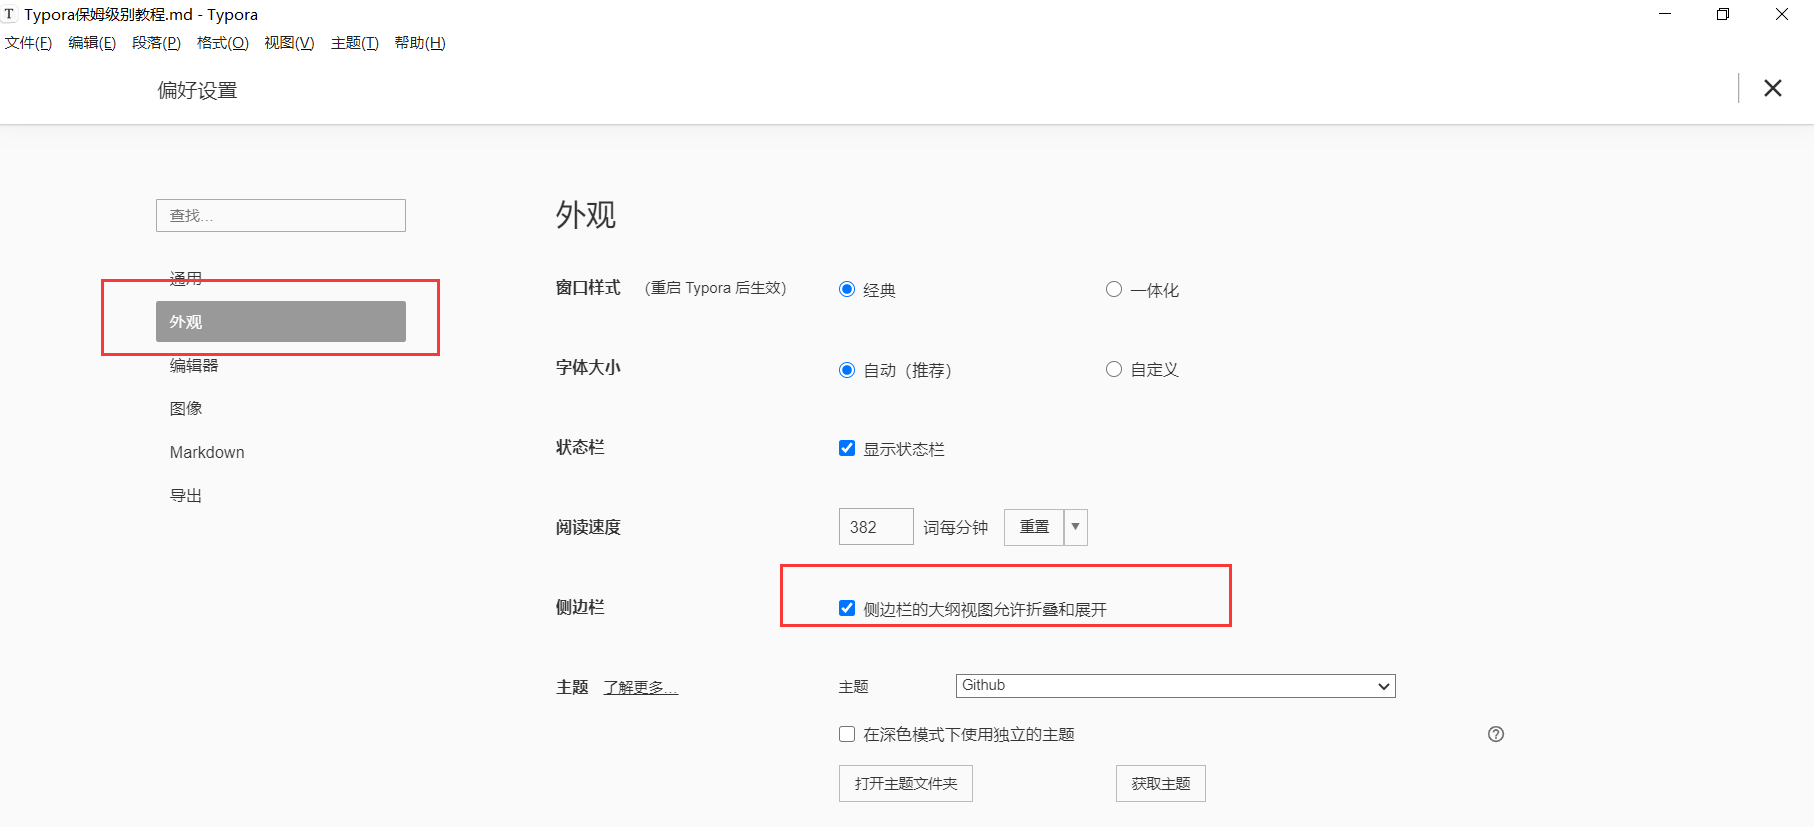 T Typora保姆级别教程.md - Typora
文件(F) 编辑(E) 段落(P) 格式(O) 视图(V) 主题(T) 帮助(H)
偏好设置
查找...
通用
外观
编辑器
图像
Markdown
导出
外观
窗口样式 (重启 Typora 后生效) 经典 一体化
字体大小 自动（推荐） 自定义
状态栏 显示状态栏
阅读速度 382 词每分钟 重置
侧边栏 侧边栏的大纲视图允许折叠和展开
主题 了解更多... 主题 Github
在深色模式下使用独立的主题 ?
打开主题文件夹 获取主题